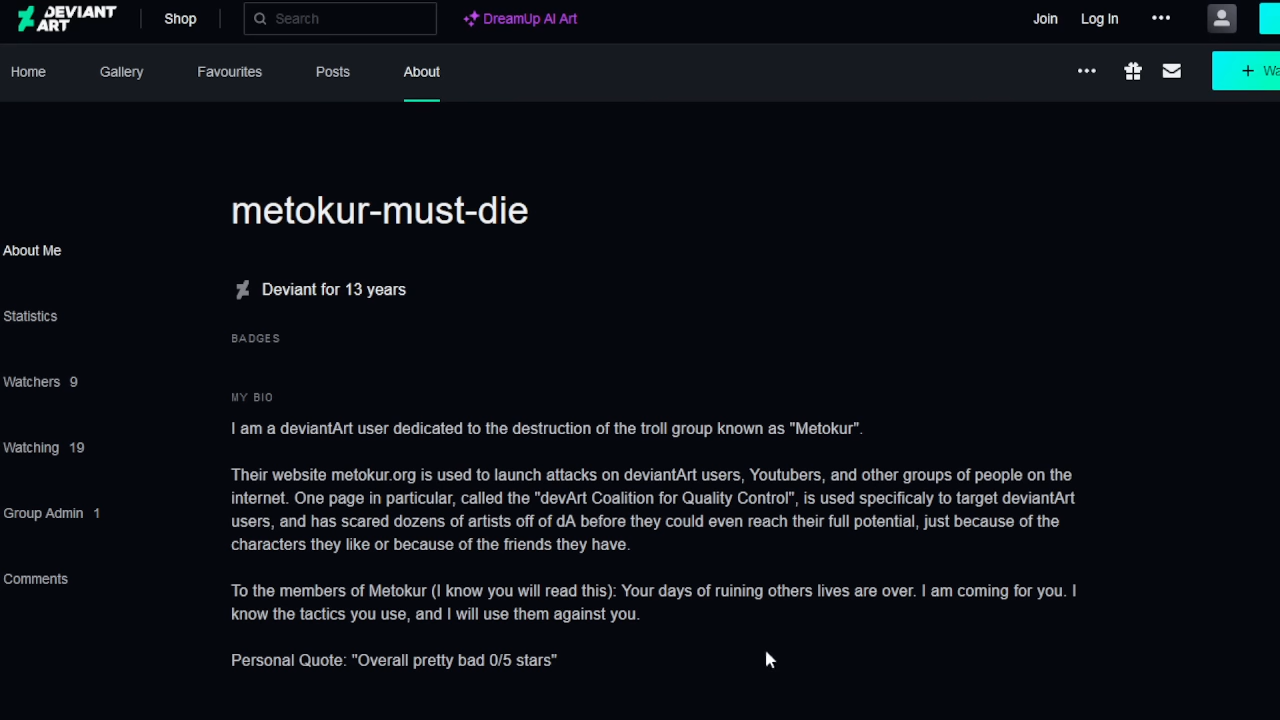 DEVIANT ART
Shop
Search
DreamUp AI Art
Join
Log In
Home
Gallery
Favourites
Posts
About
+
metokur-must-die
About Me
Deviant for 13 years
Statistics
BADGES
Watchers 9
MY BIO
I am a deviantArt user dedicated to the destruction of the troll group known as "Metokur".
Watching 19
Their website metokur.org is used to launch attacks on deviantArt users, Youtubers, and other groups of people on the
internet. One page in particular, called the "devArt Coalition for Quality Control", is used specificaly to target deviantArt
Group Admin 1
users, and has scared dozens of artists off of dA before they could even reach their full potential, just because of the
characters they like or because of the friends they have.
Comments
To the members of Metokur (I know you will read this): Your days of ruining others lives are over. I am coming for you. I
know the tactics you use, and I will use them against you.
Personal Quote: "Overall pretty bad 0/5 stars"